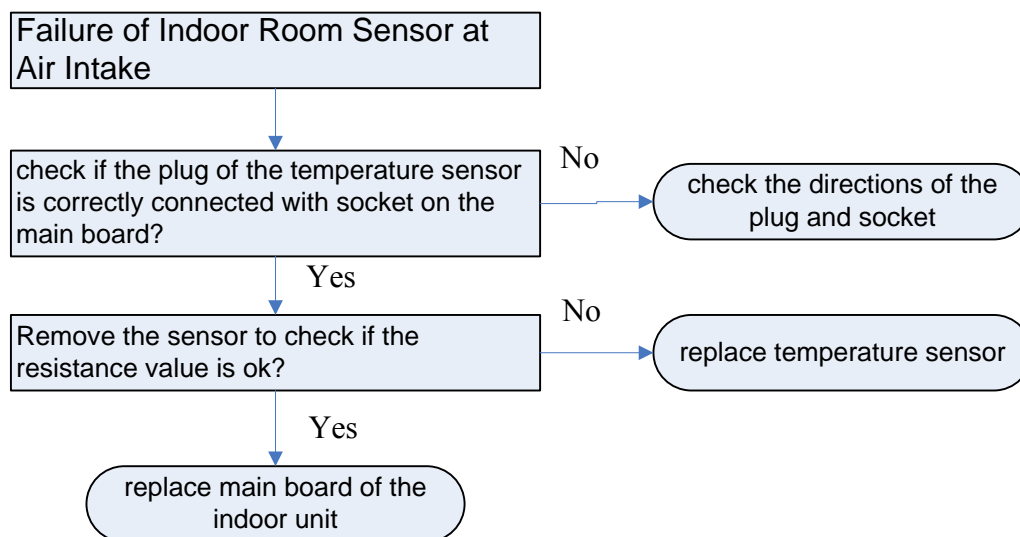 Failure of Indoor Room Sensor at
Air Intake
check if the plug of the temperature sensor
is correctly connected with socket on the
main board?
No
check the directions of the
plug and socket
Yes
Remove the sensor to check if the
resistance value is ok?
No
replace temperature sensor
Yes
replace main board of the
indoor unit